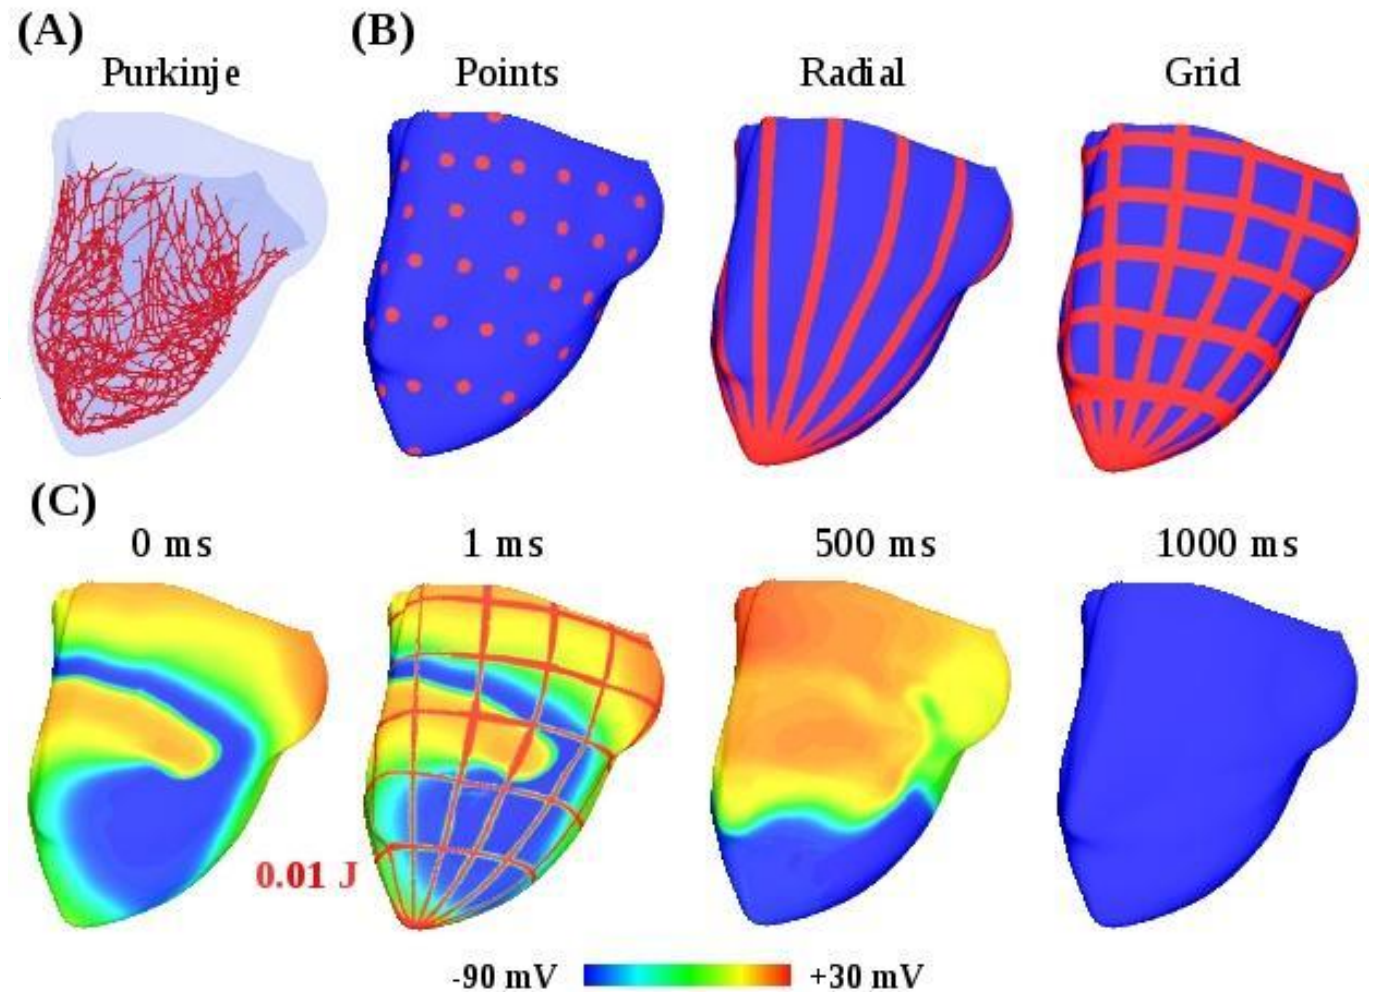 (A)
Purkinje
(B)
Points
Radial
Grid
(C)
0 ms
1 ms
500 ms
1000 ms
0.01 J
-90 mV
+30 mV